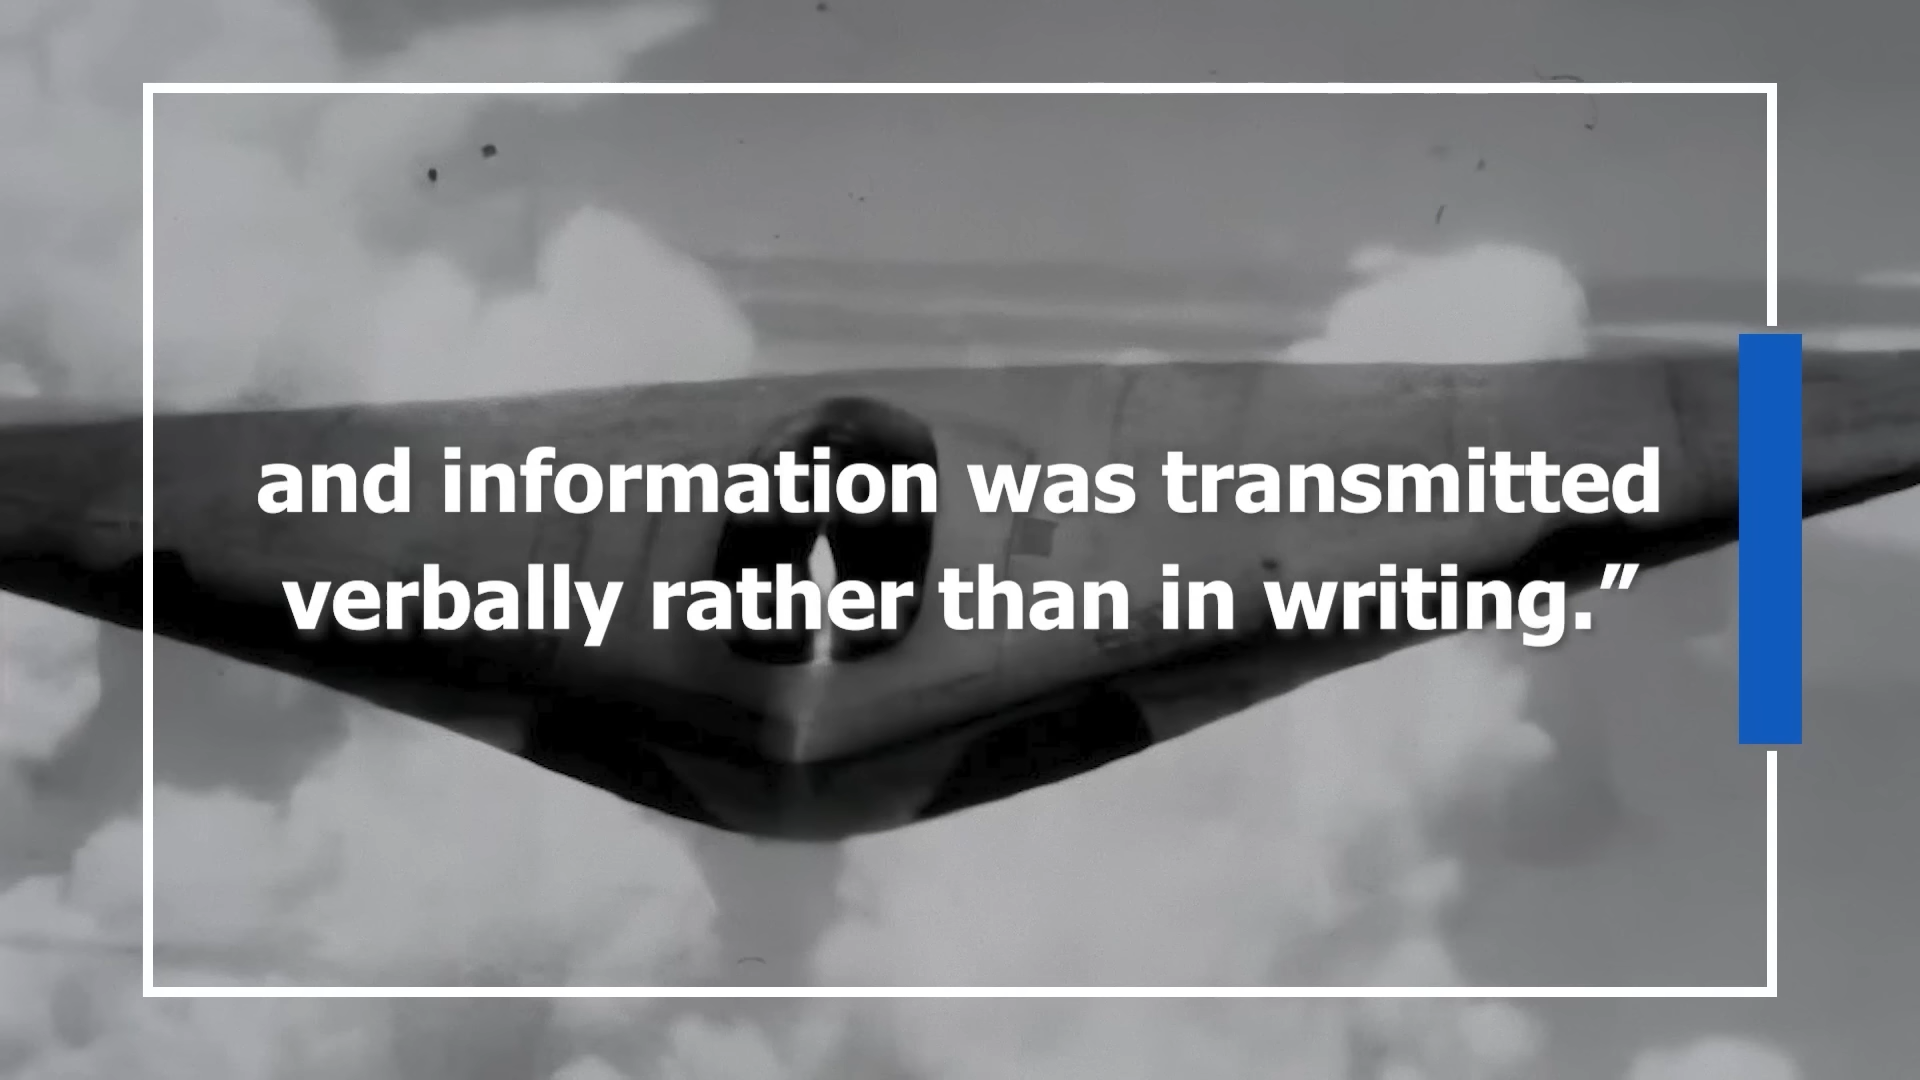 and information was transmitted
verbally rather than in writing.”